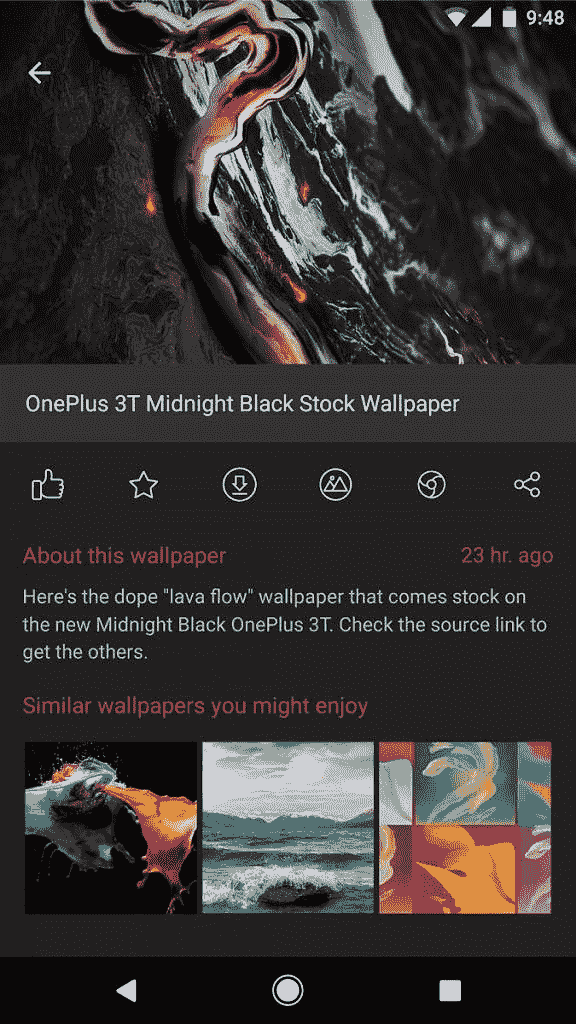 9:48
OnePlus 3T Midnight Black Stock Wallpaper
About this wallpaper
23 hr. ago
Here's the dope "lava flow" wallpaper that comes stock on
the new Midnight Black OnePlus 3T. Check the source link to
get the others.
Similar wallpapers you might enjoy